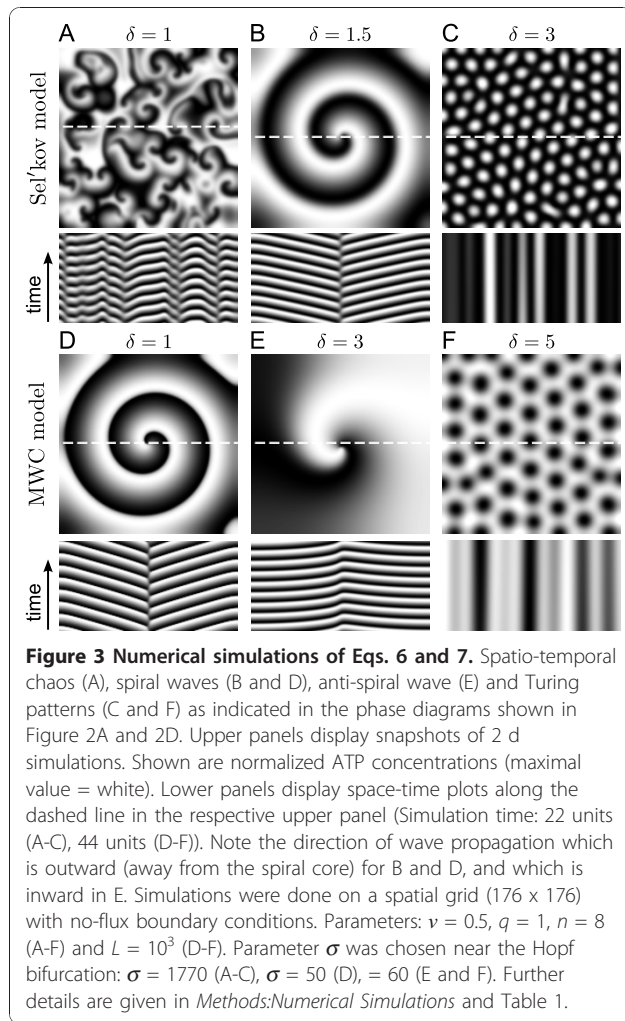 A δ = 1 B δ = 1.5 C δ = 3
Sel'kov model
time
D δ = 1 E δ = 3 F δ = 5
MWC model
time
Figure 3 Numerical simulations of Eqs. 6 and 7. Spatio-temporal
chaos (A), spiral waves (B and D), anti-spiral wave (E) and Turing
patterns (C and F) as indicated in the phase diagrams shown in
Figure 2A and 2D. Upper panels display snapshots of 2 d
simulations. Shown are normalized ATP concentrations (maximal
value = white). Lower panels display space-time plots along the
dashed line in the respective upper panel (Simulation time: 22 units
(A-C), 44 units (D-F)). Note the direction of wave propagation which
is outward (away from the spiral core) for B and D, and which is
inward in E. Simulations were done on a spatial grid (176 x 176)
with no-flux boundary conditions. Parameters: ν = 0.5, q = 1, n = 8
(A-F) and L = 10³ (D-F). Parameter σ was chosen near the Hopf
bifurcation: σ = 1770 (A-C), σ = 50 (D), = 60 (E and F). Further
details are given in Methods:Numerical Simulations and Table 1.